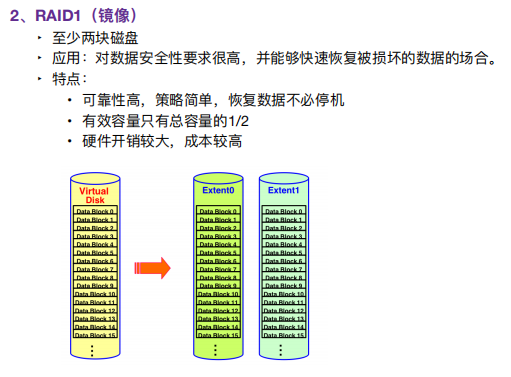 2、RAID1（镜像）
‣ 至少两块磁盘
‣ 应用：对数据安全性要求很高，并能够快速恢复被损坏的数据的场合。
‣ 特点：
• 可靠性高，策略简单，恢复数据不必停机
• 有效容量只有总容量的1/2
• 硬件开销较大，成本较高
Virtual
Disk
Data Block 0
Data Block 1
Data Block 2
Data Block 3
Data Block 4
Data Block 5
Data Block 6
Data Block 7
Data Block 8
Data Block 9
Data Block 10
Data Block 11
Data Block 12
Data Block 13
Data Block 14
Data Block 15
⋮
Extent0
Data Block 0
Data Block 1
Data Block 2
Data Block 3
Data Block 4
Data Block 5
Data Block 6
Data Block 7
Data Block 8
Data Block 9
Data Block 10
Data Block 11
Data Block 12
Data Block 13
Data Block 14
Data Block 15
⋮
Extent1
Data Block 0
Data Block 1
Data Block 2
Data Block 3
Data Block 4
Data Block 5
Data Block 6
Data Block 7
Data Block 8
Data Block 9
Data Block 10
Data Block 11
Data Block 12
Data Block 13
Data Block 14
Data Block 15
⋮